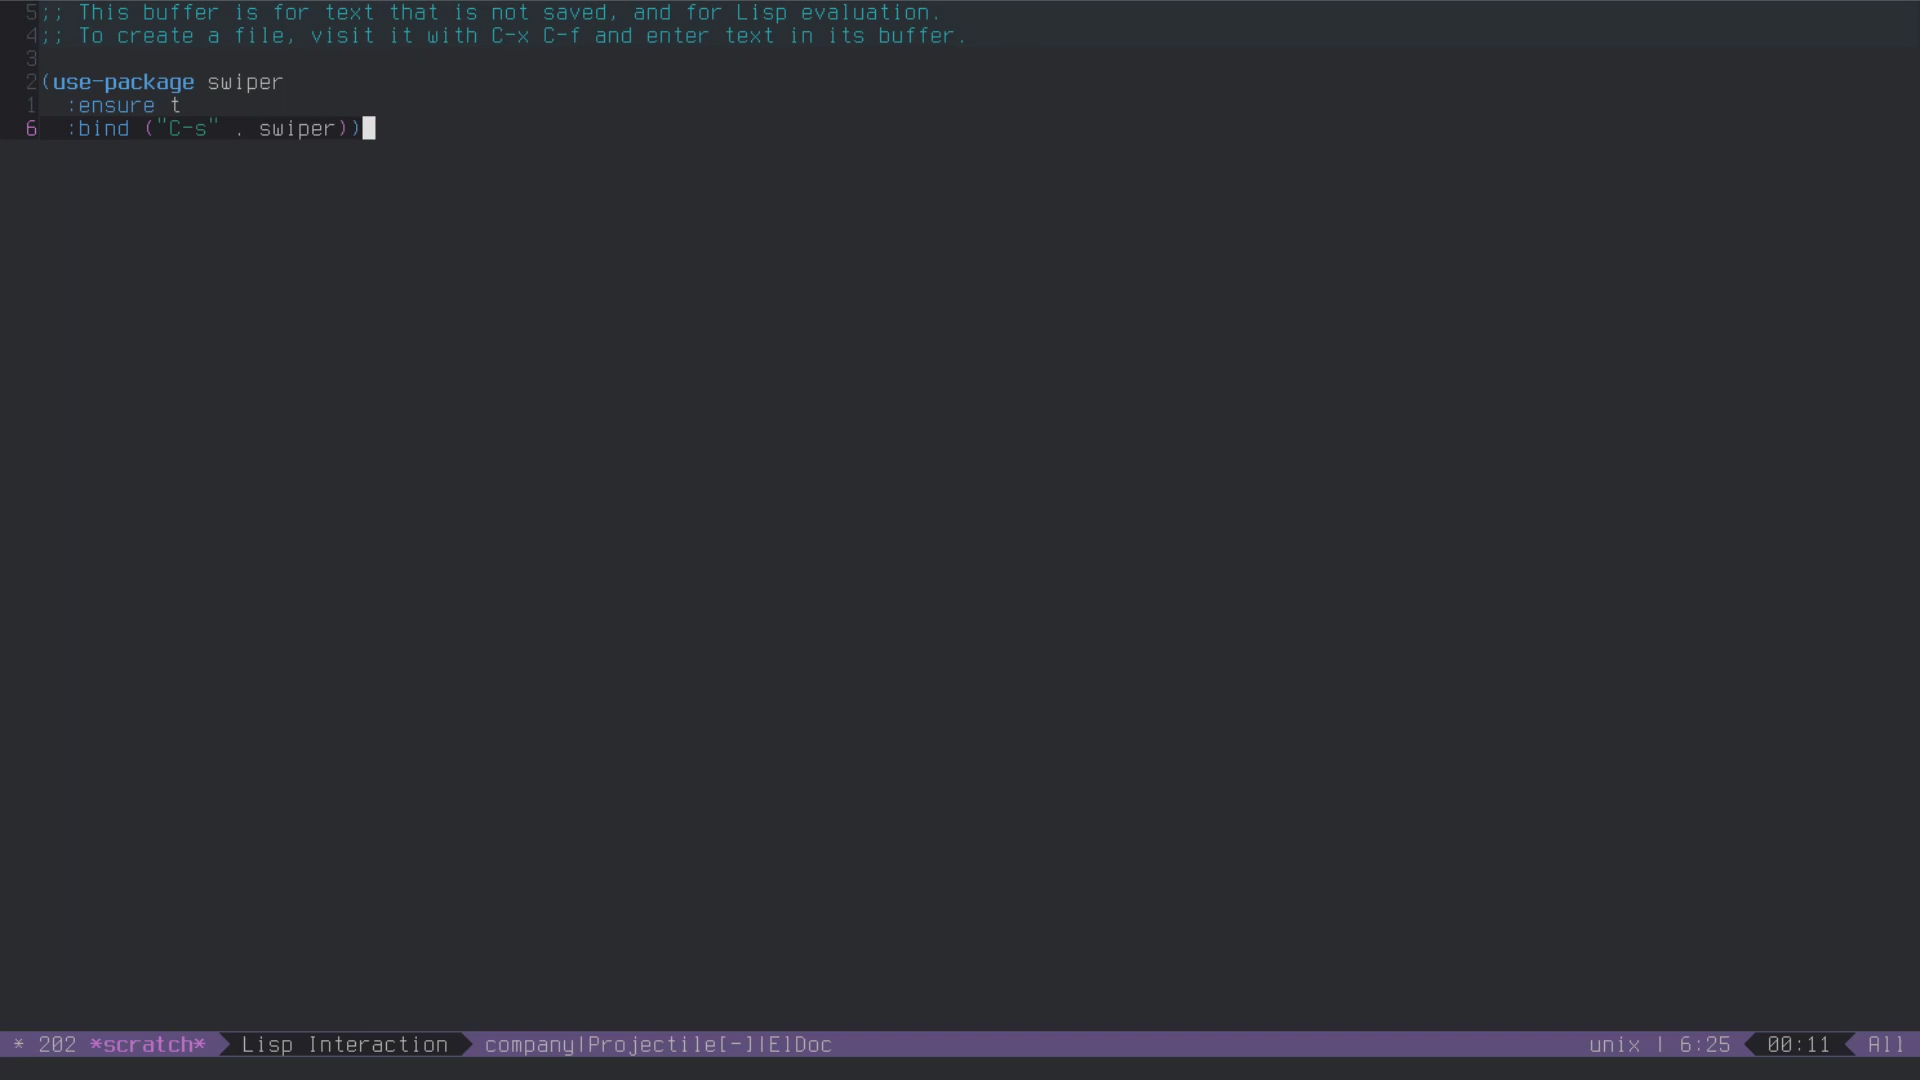 5;; This buffer is for text that is not saved, and for Lisp evaluation.
4;; To create a file, visit it with C-x C-f and enter text in its buffer.
3
2(use-package swiper
1  :ensure t
6  :bind ("C-s" . swiper))
* 202 *scratch* Lisp Interaction company|Projectile[-]|ElDoc unix | 6:25 00:11 All